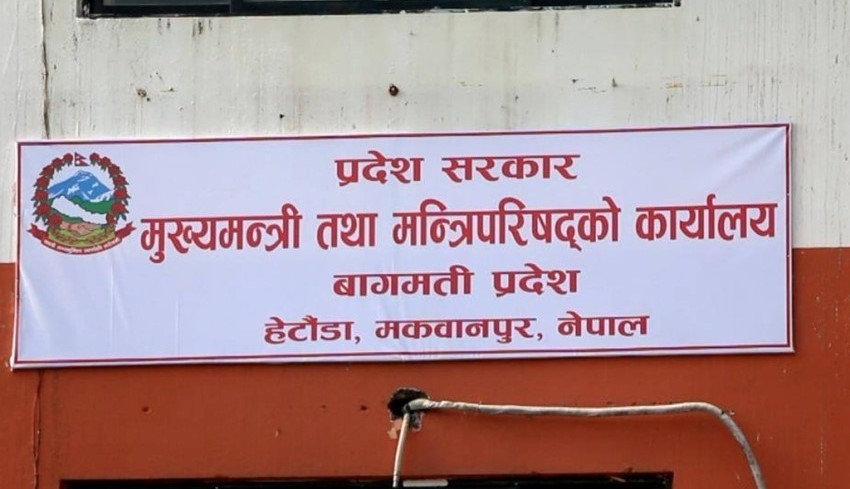 प्रदेश सरकार
मुख्यमन्त्री तथा मन्त्रिपरिषद्को कार्यालय
बागमती प्रदेश
हेटौंडा, मकवानपुर, नेपाल